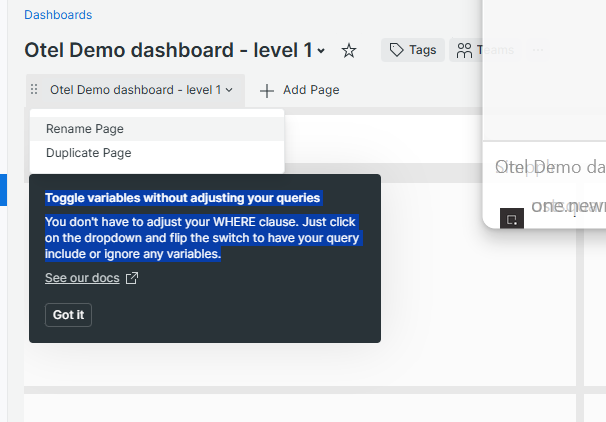 Dashboards
Otel Demo dashboard - level 1
Tags
Teams
Otel Demo dashboard - level 1
Add Page
Rename Page
Duplicate Page
Otel Demo da
Toggle variables without adjusting your queries
You don't have to adjust your WHERE clause. Just click
on the dropdown and flip the switch to have your query
include or ignore any variables.
See our docs
Got it